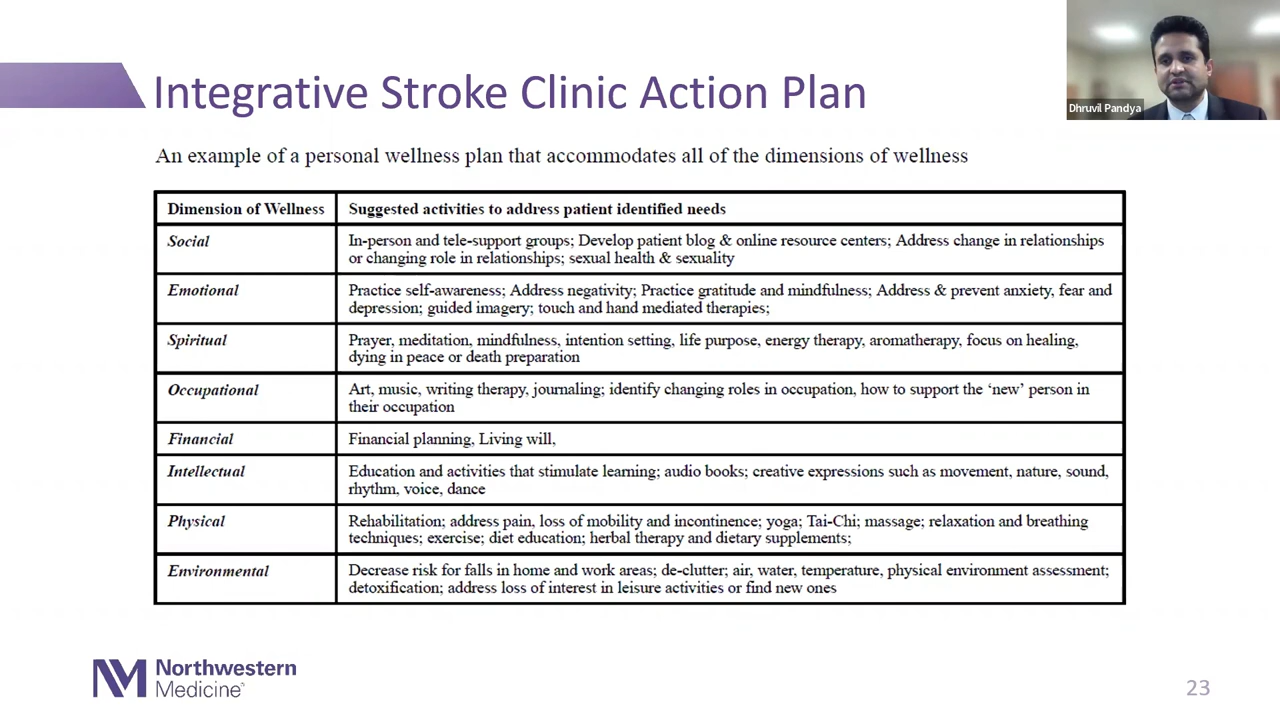 Integrative Stroke Clinic Action Plan
Dhruvil Pandya
An example of a personal wellness plan that accommodates all of the dimensions of wellness
Dimension of Wellness Suggested activities to address patient identified needs
Social In-person and tele-support groups; Develop patient blog & online resource centers; Address change in relationships
or changing role in relationships; sexual health & sexuality
Emotional Practice self-awareness; Address negativity; Practice gratitude and mindfulness; Address & prevent anxiety, fear and
depression; guided imagery; touch and hand mediated therapies;
Spiritual Prayer, meditation, mindfulness, intention setting, life purpose, energy therapy, aromatherapy, focus on healing,
dying in peace or death preparation
Occupational Art, music, writing therapy, journaling; identify changing roles in occupation, how to support the ‘new’ person in
their occupation
Financial Financial planning, Living will,
Intellectual Education and activities that stimulate learning; audio books; creative expressions such as movement, nature, sound,
rhythm, voice, dance
Physical Rehabilitation; address pain, loss of mobility and incontinence; yoga; Tai-Chi; massage; relaxation and breathing
techniques; exercise; diet education; herbal therapy and dietary supplements;
Environmental Decrease risk for falls in home and work areas; de-clutter; air, water, temperature, physical environment assessment;
detoxification; address loss of interest in leisure activities or find new ones
NM Northwestern
Medicine
23